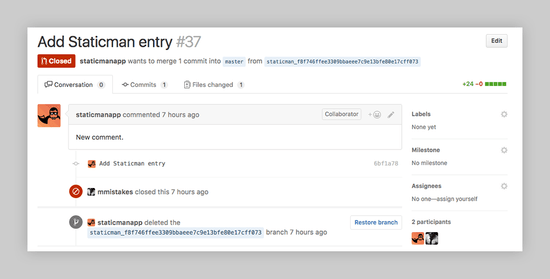 Add Staticman entry #37
Edit
Closed staticmanapp wants to merge 1 commit into master from staticman_f8f746ffee3309bbaeee7c9e13bfe80e17cff073
Conversation 0 Commits 1 Files changed 1 +24 −0
staticmanapp commented 7 hours ago Collaborator
New comment.
Add Staticman entry 6bf1a70
mmistakes closed this 7 hours ago
staticmanapp deleted the
staticman_f8f746ffee3309bbaeee7c9e13bfe80e17cff073 branch 7 hours ago
Restore branch
Labels
None yet
Milestone
No milestone
Assignees
No one—assign yourself
2 participants